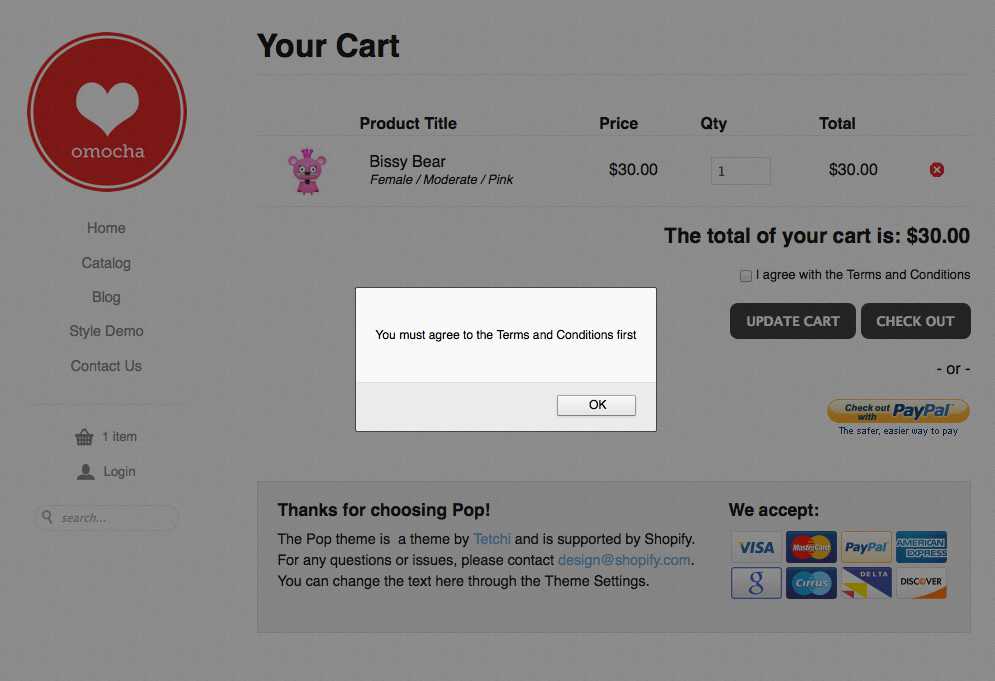 omocha
Home
Catalog
Blog
Style Demo
Contact Us
1 item
Login
search...
Your Cart
Product Title Price Qty Total
Bissy Bear
Female / Moderate / Pink
$30.00 1 $30.00
The total of your cart is: $30.00
I agree with the Terms and Conditions
UPDATE CART CHECK OUT
- or -
Check out
with PayPal
The safer, easier way to pay
You must agree to the Terms and Conditions first
OK
Thanks for choosing Pop!
The Pop theme is a theme by Tetchi and is supported by Shopify.
For any questions or issues, please contact design@shopify.com.
You can change the text here through the Theme Settings.
We accept:
VISA MasterCard PayPal AMERICAN EXPRESS
g Cirrus DELTA DISCOVER